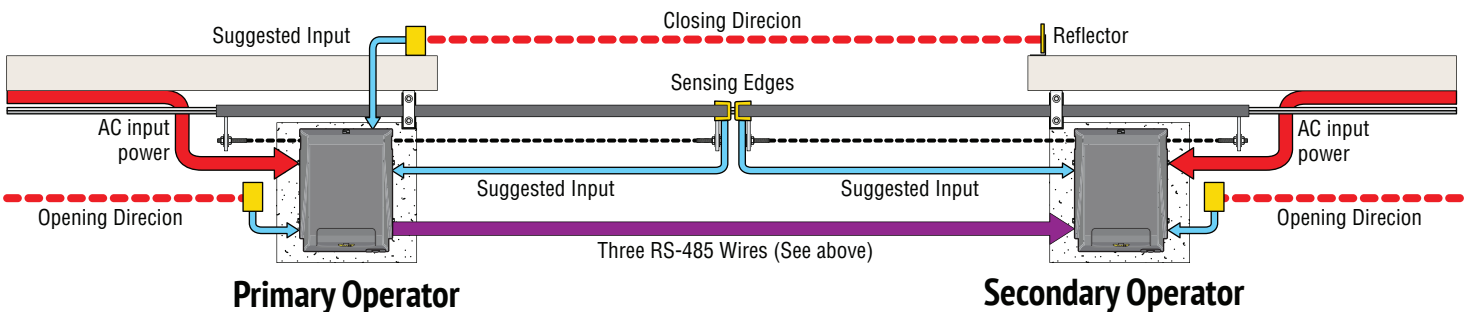 Closing Direcion
Suggested Input
Reflector
Sensing Edges
AC input
power
AC input
power
Suggested Input
Suggested Input
Opening Direcion
Opening Direcion
Three RS-485 Wires (See above)
Primary Operator
Secondary Operator